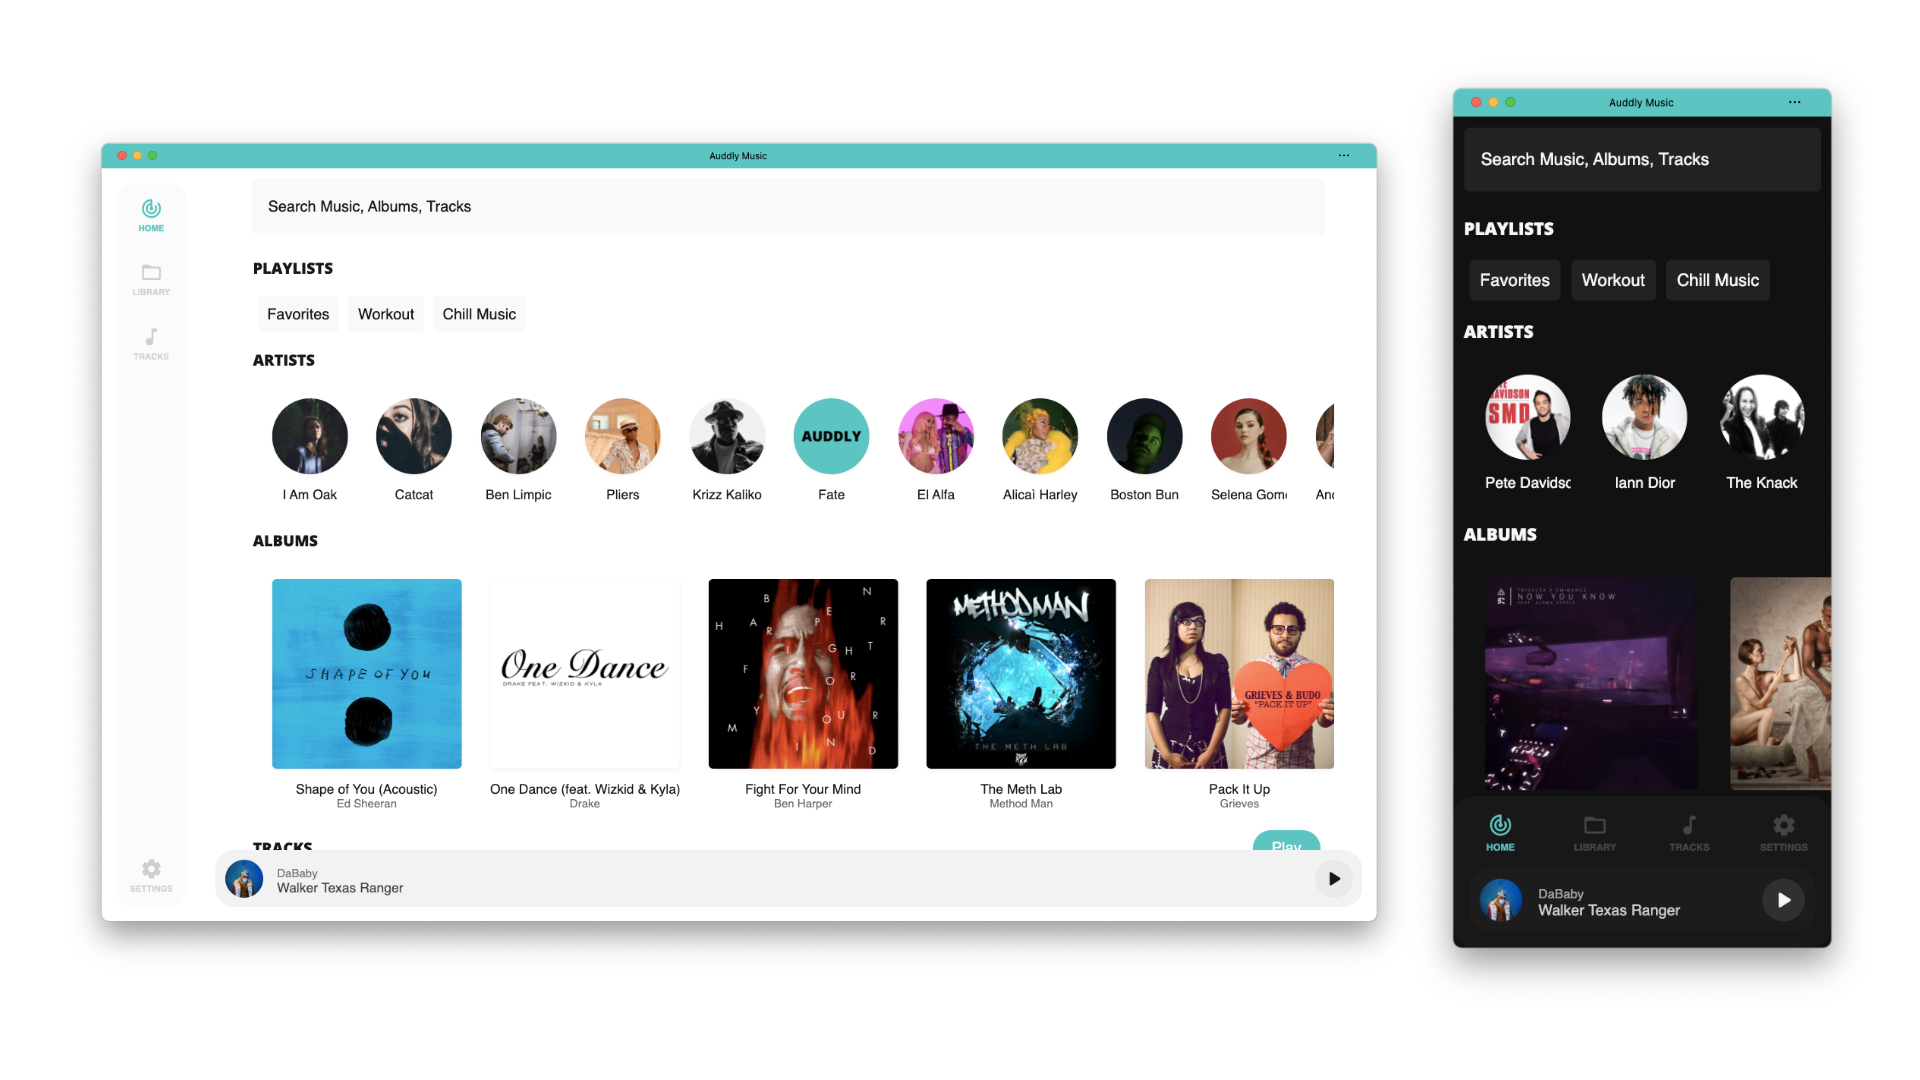 Auddly Music
HOME
LIBRARY
TRACKS
SETTINGS
Search Music, Albums, Tracks
PLAYLISTS
Favorites
Workout
Chill Music
ARTISTS
AUDDLY
I Am Oak
Catcat
Ben Limpic
Pliers
Krizz Kaliko
Fate
El Alfa
Alicaì Harley
Boston Bun
Selena Gom
ALBUMS
SHAPE OF YOU
One Dance
DRAKE FEAT. WIZKID & KYLA
BEN
HARPER
FIGHT
FOR
YOUR
MIND
METHOD MAN
THE METH LAB
GRIEVES & BUDO
"PACK IT UP"
Shape of You (Acoustic)
Ed Sheeran
One Dance (feat. Wizkid & Kyla)
Drake
Fight For Your Mind
Ben Harper
The Meth Lab
Method Man
Pack It Up
Grieves
TRACKS
Play
DaBaby
Walker Texas Ranger
Auddly Music
Search Music, Albums, Tracks
PLAYLISTS
Favorites
Workout
Chill Music
ARTISTS
DAVIDSON
SMD
Pete Davidsc
Iann Dior
The Knack
ALBUMS
NOW YOU KNOW
HOME
LIBRARY
TRACKS
SETTINGS
DaBaby
Walker Texas Ranger